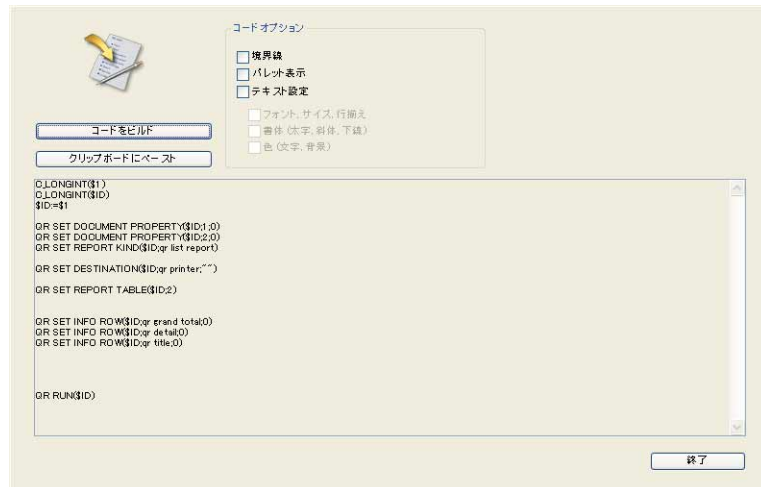 コードオプション
境界線
パレット表示
テキスト設定
フォント, サイズ, 行揃え
書体 (太字, 斜体, 下線)
色 (文字, 背景)
コードをビルド
クリップボードにペースト
C_LONGINT($1)
C_LONGINT($ID)
$ID:=$1
QR SET DOCUMENT PROPERTY($ID;1;0)
QR SET DOCUMENT PROPERTY($ID;2;0)
QR SET REPORT KIND($ID;qr list report)
QR SET DESTINATION($ID;qr printer;"")
QR SET REPORT TABLE($ID;2)
QR SET INFO ROW($ID;qr grand total;0)
QR SET INFO ROW($ID;qr detail;0)
QR SET INFO ROW($ID;qr title;0)
QR RUN($ID)
終了